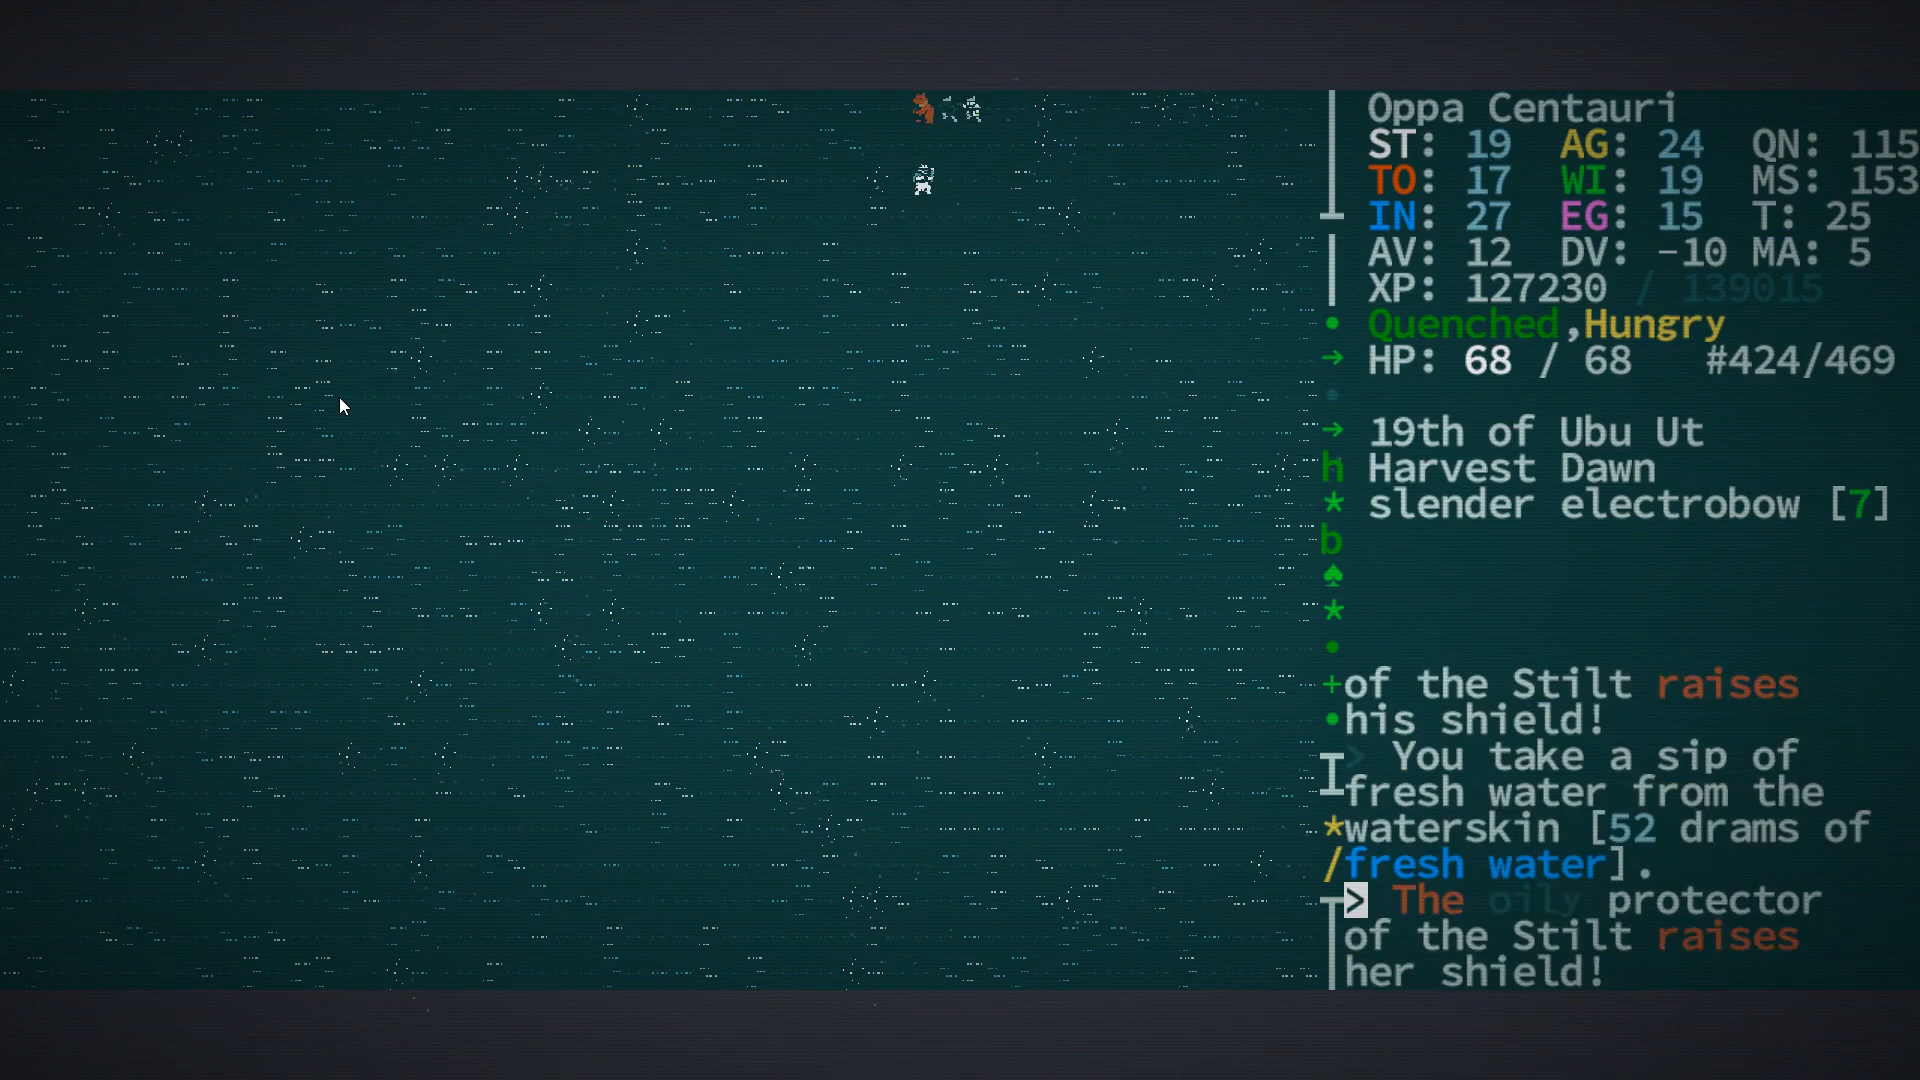 Oppa Centauri
ST: 19 AG: 24 QN: 115
TO: 17 WI: 19 MS: 153
IN: 27 EG: 15 T: 25
AV: 12 DV: -10 MA: 5
XP: 127230 / 139015
Quenched,Hungry
HP: 68 / 68 #424/469
19th of Ubu Ut
Harvest Dawn
slender electrobow [7]
of the Stilt raises
his shield!
> You take a sip of
fresh water from the
waterskin [52 drams of
fresh water].
> The oily protector
of the Stilt raises
her shield!